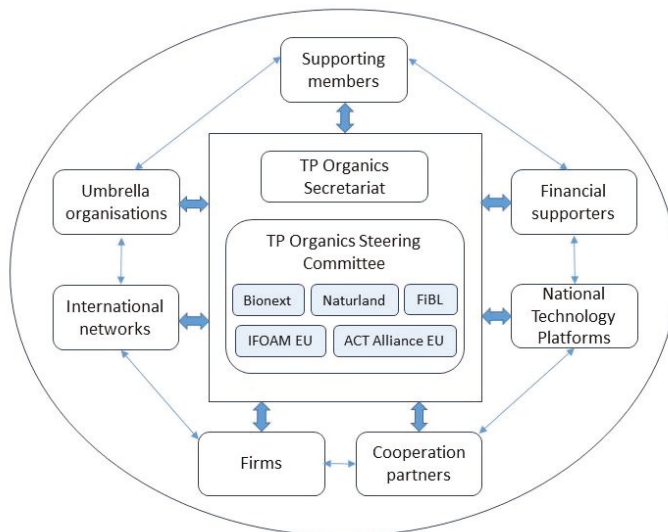 Supporting
members
TP Organics
Secretariat
Umbrella
organisations
Financial
supporters
TP Organics Steering
Committee
Bionext
Naturland
FiBL
International
networks
National
Technology
Platforms
IFOAM EU
ACT Alliance EU
Firms
Cooperation
partners